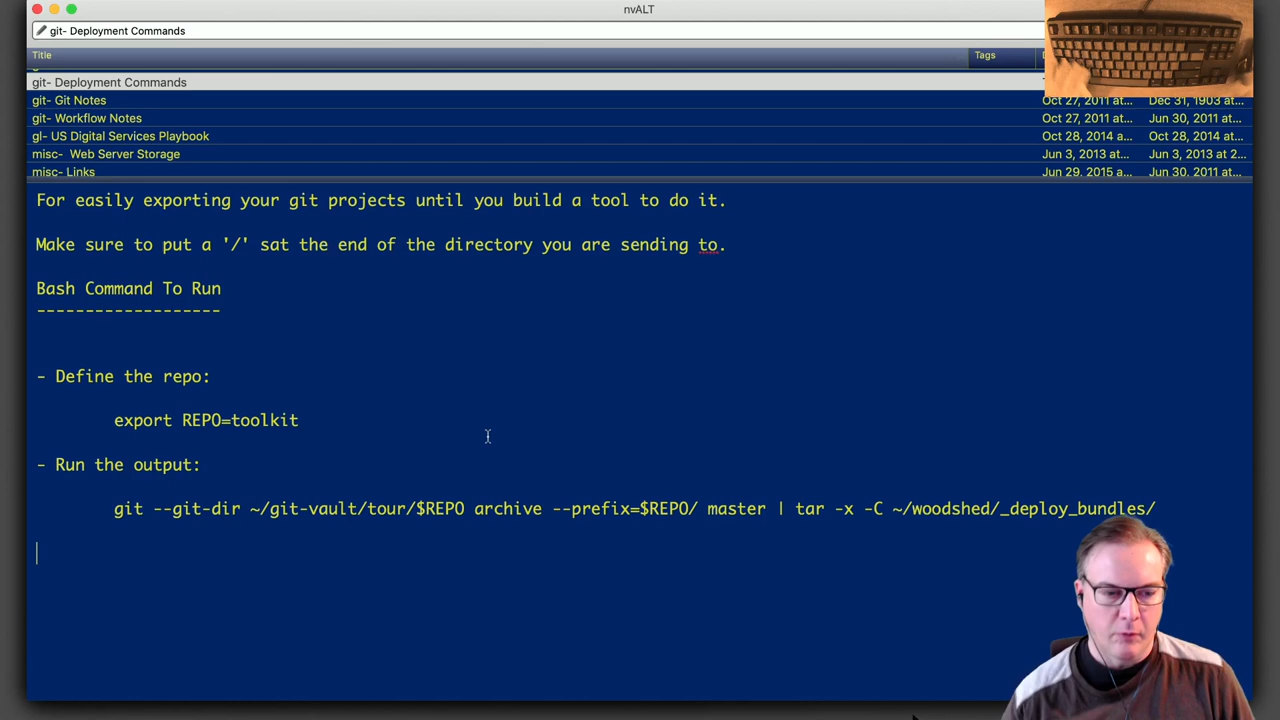 nvALT
git- Deployment Commands
Title
Tags
git- Deployment Commands
git- Git Notes
Oct 27, 2011 at...
Dec 31, 1903 at...
git- Workflow Notes
Oct 27, 2011 at...
Jun 30, 2011 at...
gl- US Digital Services Playbook
Oct 28, 2014 at...
Oct 28, 2014 at...
misc-  Web Server Storage
Jun 3, 2013 at...
Jun 3, 2013 at 2...
misc- Links
Jun 29, 2015 at...
Jun 30, 2011 at...
For easily exporting your git projects until you build a tool to do it.
Make sure to put a '/' sat the end of the directory you are sending to.
Bash Command To Run
-------------------
- Define the repo:
export REPO=toolkit
- Run the output:
git --git-dir ~/git-vault/tour/$REPO archive --prefix=$REPO/ master | tar -x -C ~/woodshed/_deploy_bundles/